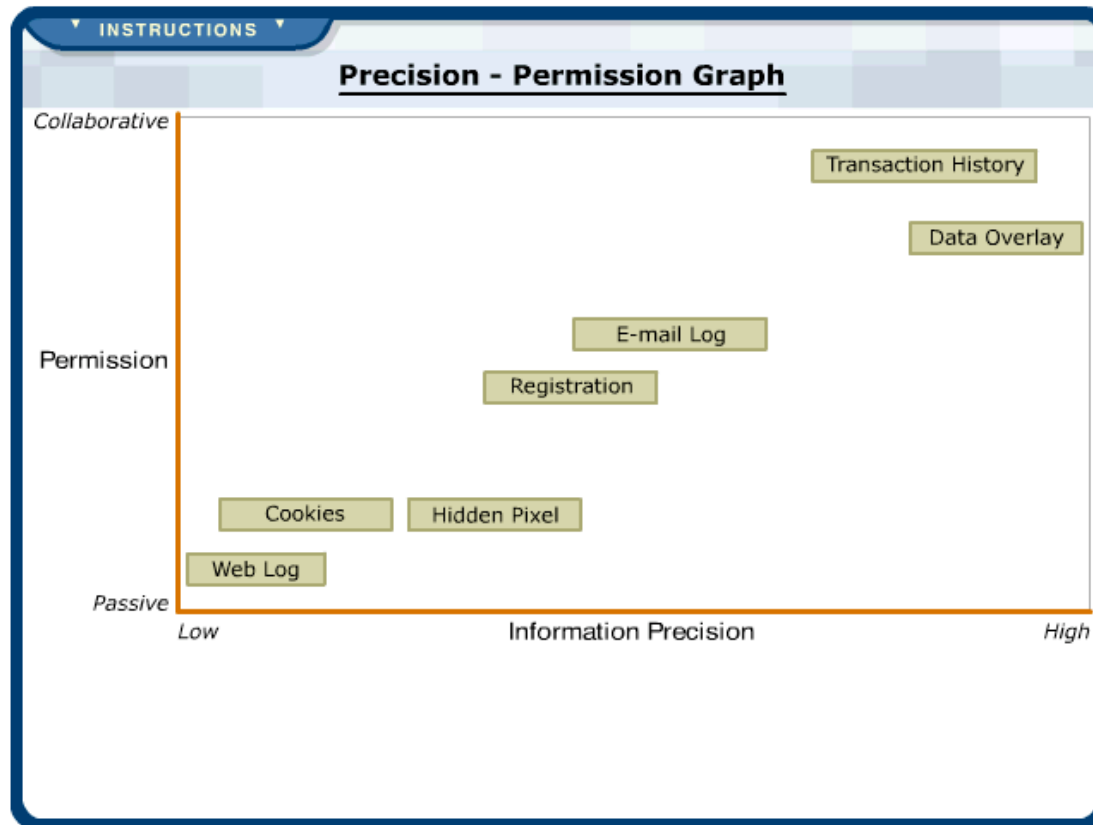 INSTRUCTIONS
Precision - Permission Graph
Collaborative
Transaction History
Data Overlay
E-mail Log
Permission
Registration
Cookies
Hidden Pixel
Web Log
Passive
Low
Information Precision
High